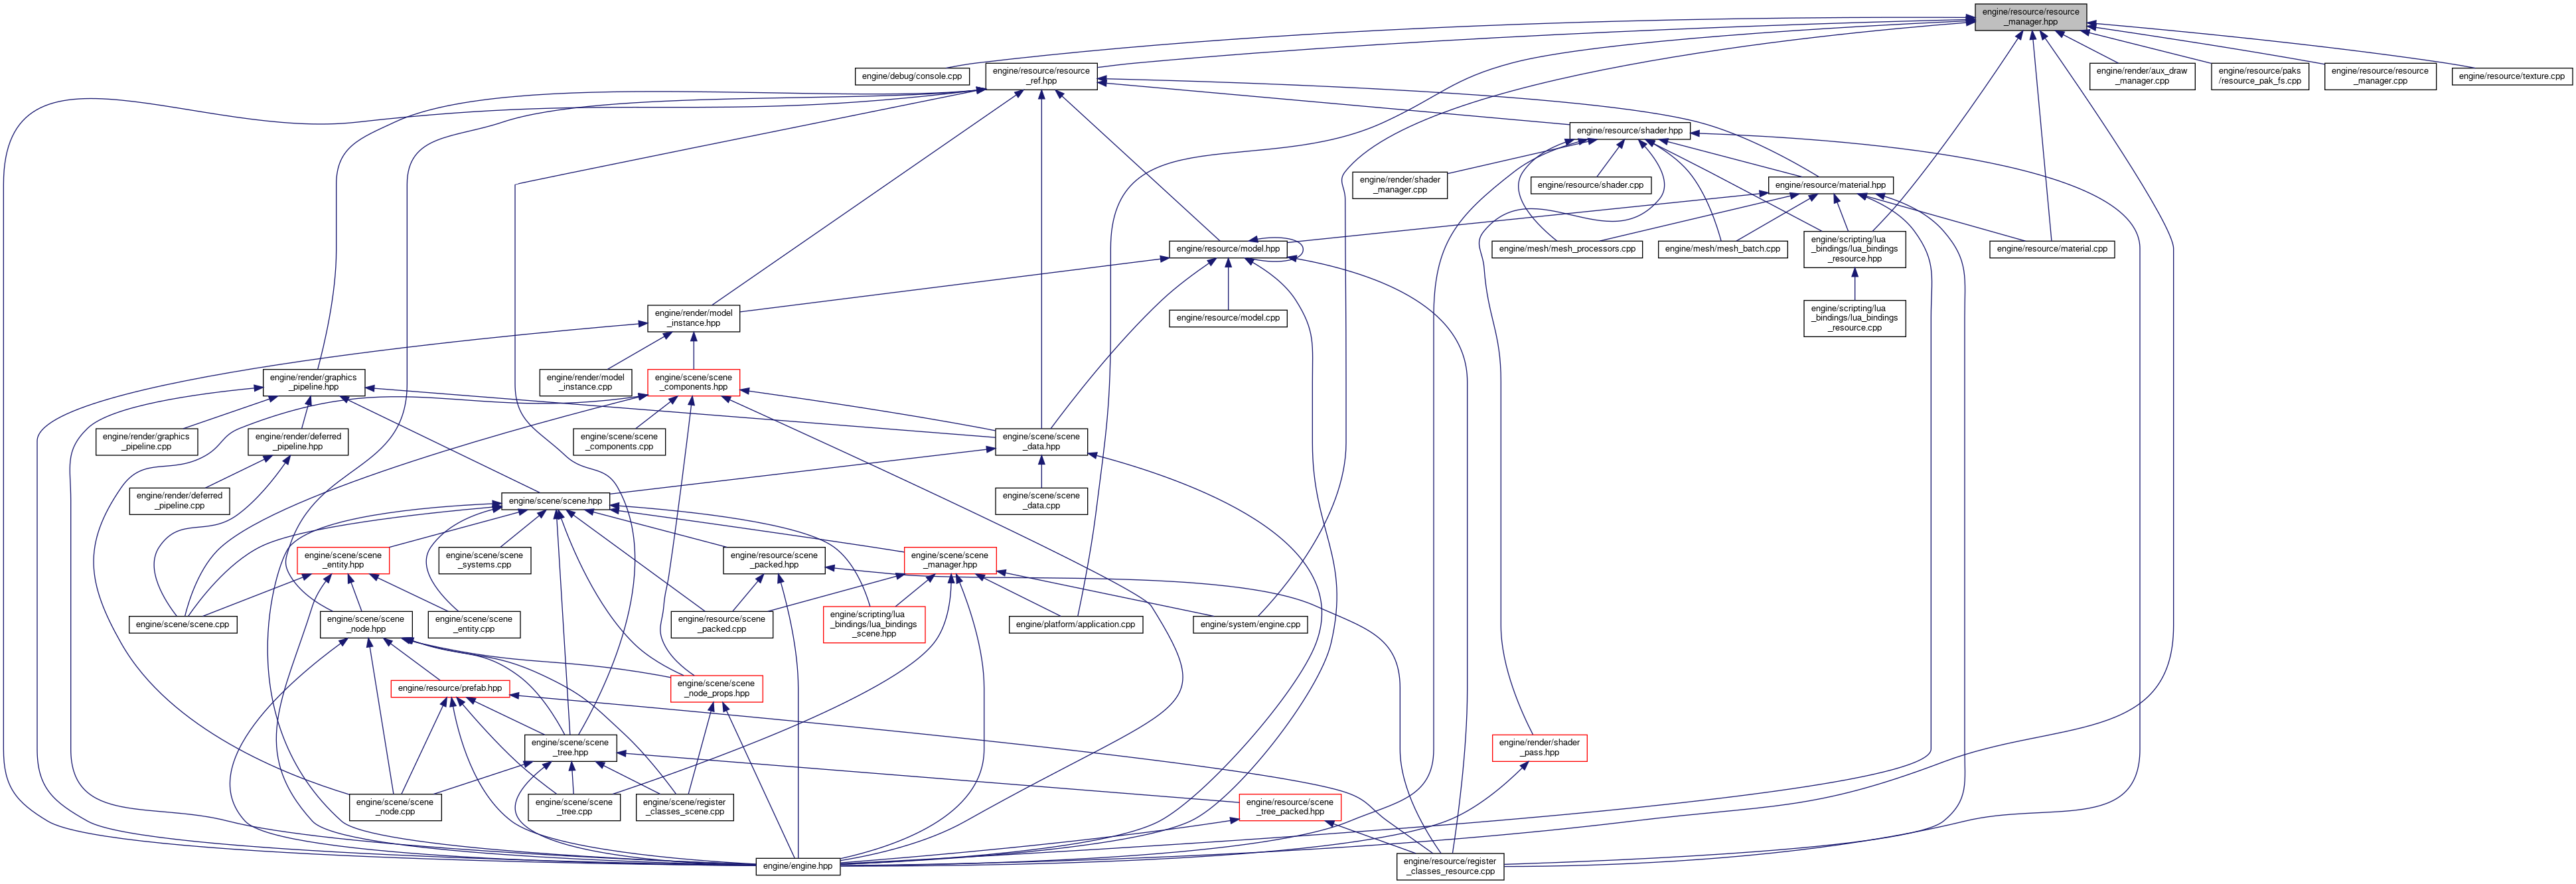 engine/resource/resource
_manager.hpp
engine/debug/console.cpp
engine/resource/resource
_ref.hpp
engine/render/aux_draw
_manager.cpp
engine/resource/paks
/resource_pak_fs.cpp
engine/resource/resource
_manager.cpp
engine/resource/texture.cpp
engine/resource/shader.hpp
engine/render/shader
_manager.cpp
engine/resource/shader.cpp
engine/resource/material.hpp
engine/resource/model.hpp
engine/mesh/mesh_processors.cpp
engine/mesh/mesh_batch.cpp
engine/scripting/lua
_bindings/lua_bindings
_resource.hpp
engine/resource/material.cpp
engine/render/model
_instance.hpp
engine/resource/model.cpp
engine/scripting/lua
_bindings/lua_bindings
_resource.cpp
engine/render/graphics
_pipeline.hpp
engine/render/model
_instance.cpp
engine/scene/scene
_components.hpp
engine/render/graphics
_pipeline.cpp
engine/render/deferred
_pipeline.hpp
engine/scene/scene
_components.cpp
engine/scene/scene
_data.hpp
engine/render/deferred
_pipeline.cpp
engine/scene/scene.hpp
engine/scene/scene
_data.cpp
engine/scene/scene
_entity.hpp
engine/scene/scene
_systems.cpp
engine/resource/scene
_packed.hpp
engine/scene/scene
_manager.hpp
engine/scene/scene.cpp
engine/scene/scene
_node.hpp
engine/scene/scene
_entity.cpp
engine/resource/scene
_packed.cpp
engine/scripting/lua
_bindings/lua_bindings
_scene.hpp
engine/platform/application.cpp
engine/system/engine.cpp
engine/resource/prefab.hpp
engine/scene/scene
_node_props.hpp
engine/scene/scene
_tree.hpp
engine/render/shader
_pass.hpp
engine/scene/scene
_node.cpp
engine/scene/scene
_tree.cpp
engine/scene/register
_classes_scene.cpp
engine/resource/scene
_tree_packed.hpp
engine/engine.hpp
engine/resource/register
_classes_resource.cpp